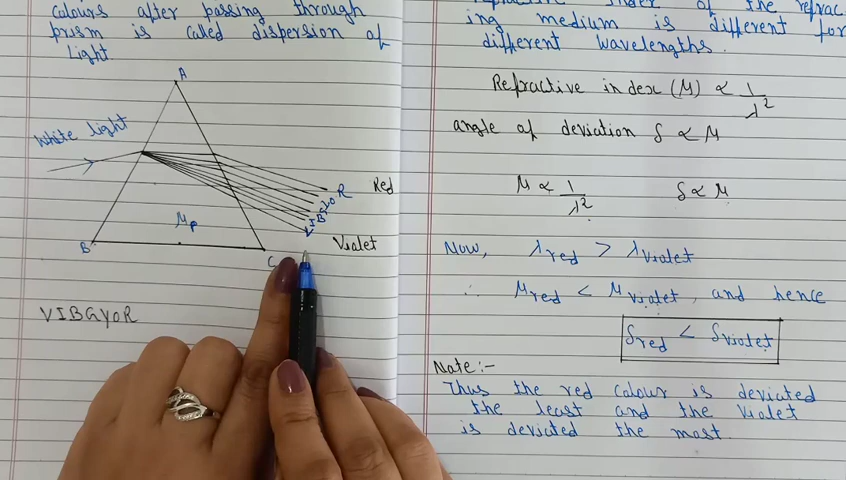 colours after passing through
prism is called dispersion of
Light.
A
White light
R
O
Y
G
B
I
V
Red
Violet
μp
B
C
VIBGYOR
ing medium is different for
different wavelengths.
Refractive index (μ) ∝ 1/λ²
angle of deviation δ ∝ μ
μ ∝ 1/λ² δ ∝ μ
Now, λred > λviolet
∴ μred < μviolet, and hence
δred < δviolet
Note:-
Thus the red colour is deviated
the least and the violet
is deviated the most.